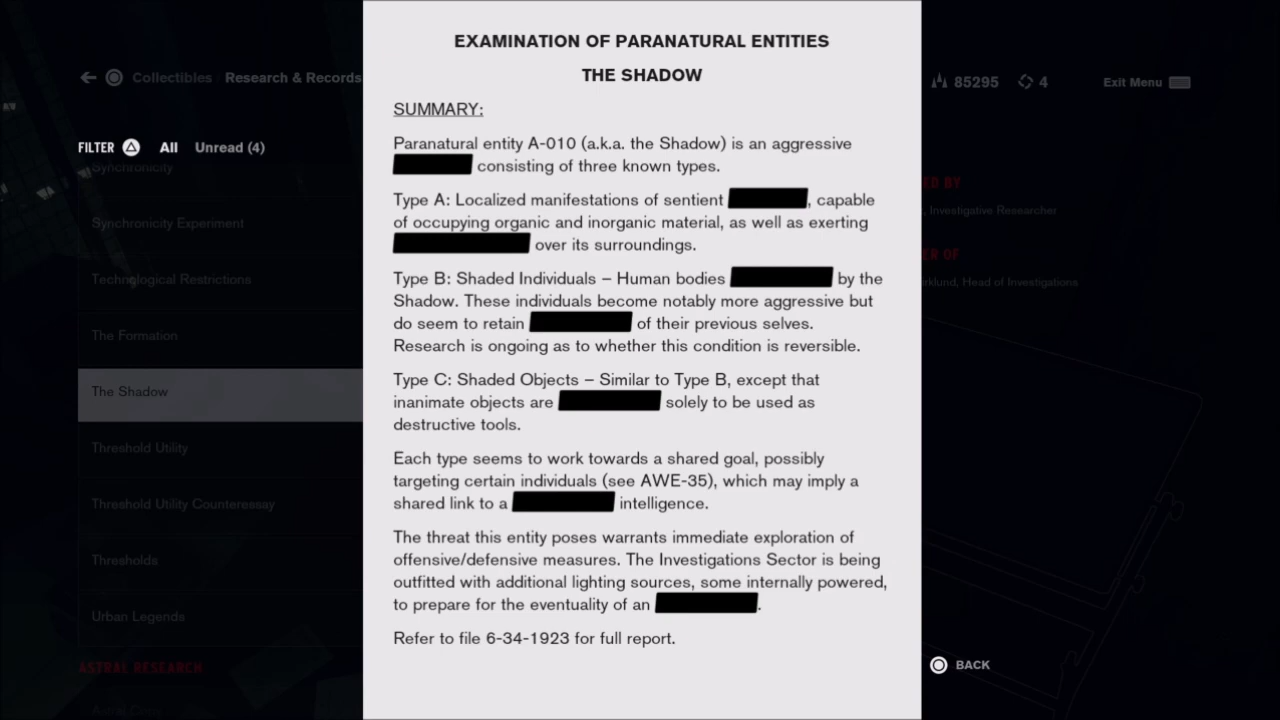 EXAMINATION OF PARANATURAL ENTITIES
THE SHADOW
Collectibles Research & Records
85295 4 Exit Menu
SUMMARY:
FILTER All Unread (4)
Paranatural entity A-010 (a.k.a. the Shadow) is an aggressive
consisting of three known types.
Synchronicity
Synchronicity Experiment
Technological Restrictions
The Formation
The Shadow
Threshold Utility
Threshold Utility Counteressay
Thresholds
Urban Legends
ASTRAL RESEARCH
Type A: Localized manifestations of sentient , capable
of occupying organic and inorganic material, as well as exerting
over its surroundings.
Type B: Shaded Individuals – Human bodies by the
Shadow. These individuals become notably more aggressive but
do seem to retain of their previous selves.
Research is ongoing as to whether this condition is reversible.
Type C: Shaded Objects – Similar to Type B, except that
inanimate objects are solely to be used as
destructive tools.
Each type seems to work towards a shared goal, possibly
targeting certain individuals (see AWE-35), which may imply a
shared link to a intelligence.
The threat this entity poses warrants immediate exploration of
offensive/defensive measures. The Investigations Sector is being
outfitted with additional lighting sources, some internally powered,
to prepare for the eventuality of an .
Refer to file 6-34-1923 for full report.
ED BY
, Investigative Researcher
ER OF
rklund, Head of Investigations
BACK